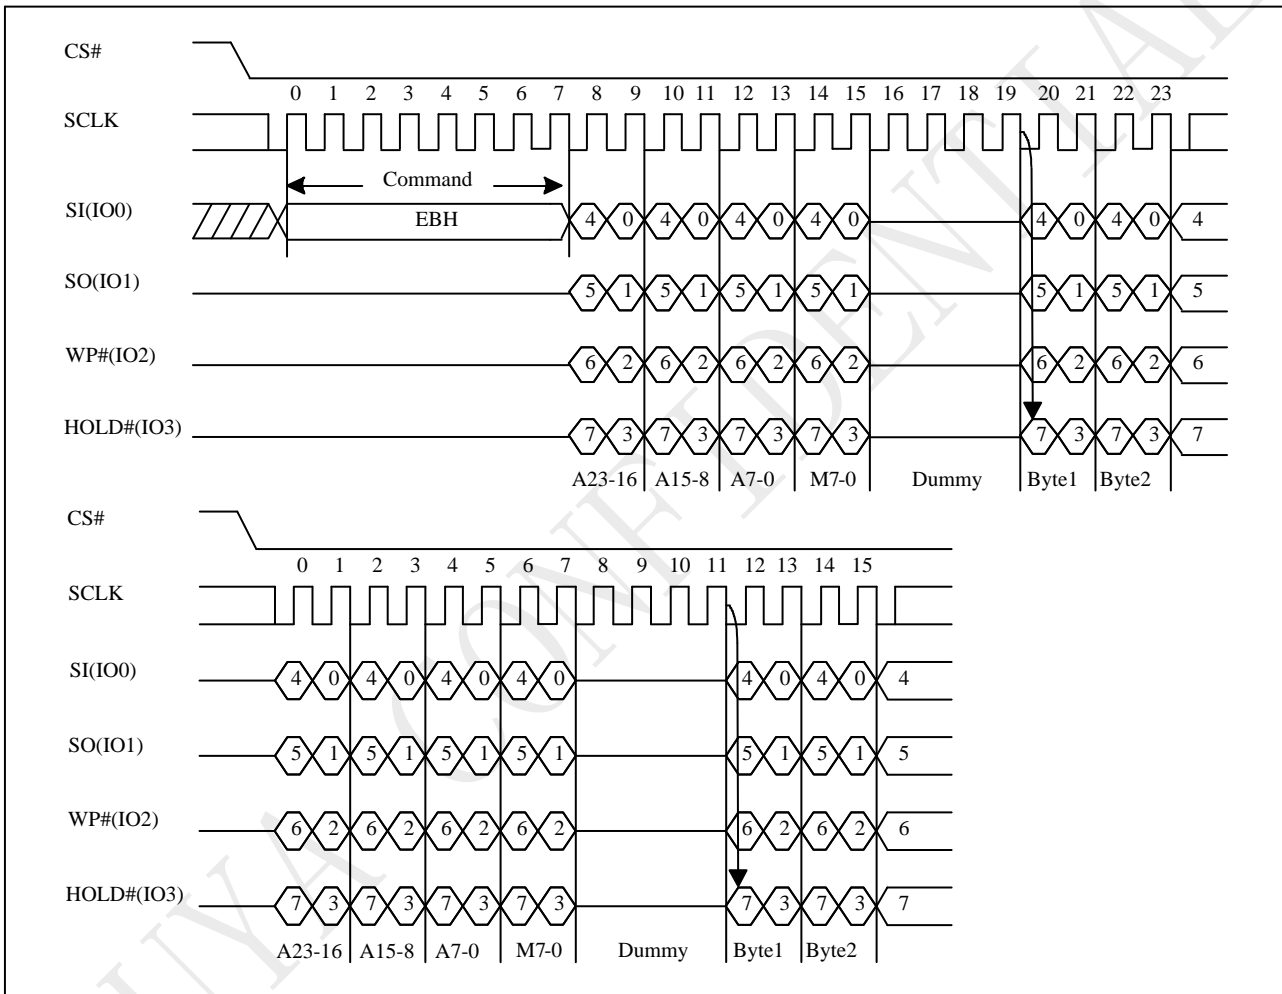 CS#
0 1 2 3 4 5 6 7 8 9 10 11 12 13 14 15 16 17 18 19 20 21 22 23
SCLK
Command
SI(IO0) EBH 4 0 4 0 4 0 4 0 4 0 4 0 4
SO(IO1) 5 1 5 1 5 1 5 1 5 1 5 1 5
WP#(IO2) 6 2 6 2 6 2 6 2 6 2 6 2 6
HOLD#(IO3) 7 3 7 3 7 3 7 3 7 3 7 3 7
A23-16 A15-8 A7-0 M7-0 Dummy Byte1 Byte2
CS#
0 1 2 3 4 5 6 7 8 9 10 11 12 13 14 15
SCLK
SI(IO0) 4 0 4 0 4 0 4 0 4 0 4 0 4
SO(IO1) 5 1 5 1 5 1 5 1 5 1 5 1 5
WP#(IO2) 6 2 6 2 6 2 6 2 6 2 6 2 6
HOLD#(IO3) 7 3 7 3 7 3 7 3 7 3 7 3 7
A23-16 A15-8 A7-0 M7-0 Dummy Byte1 Byte2
UYA CONFIDENTIAL